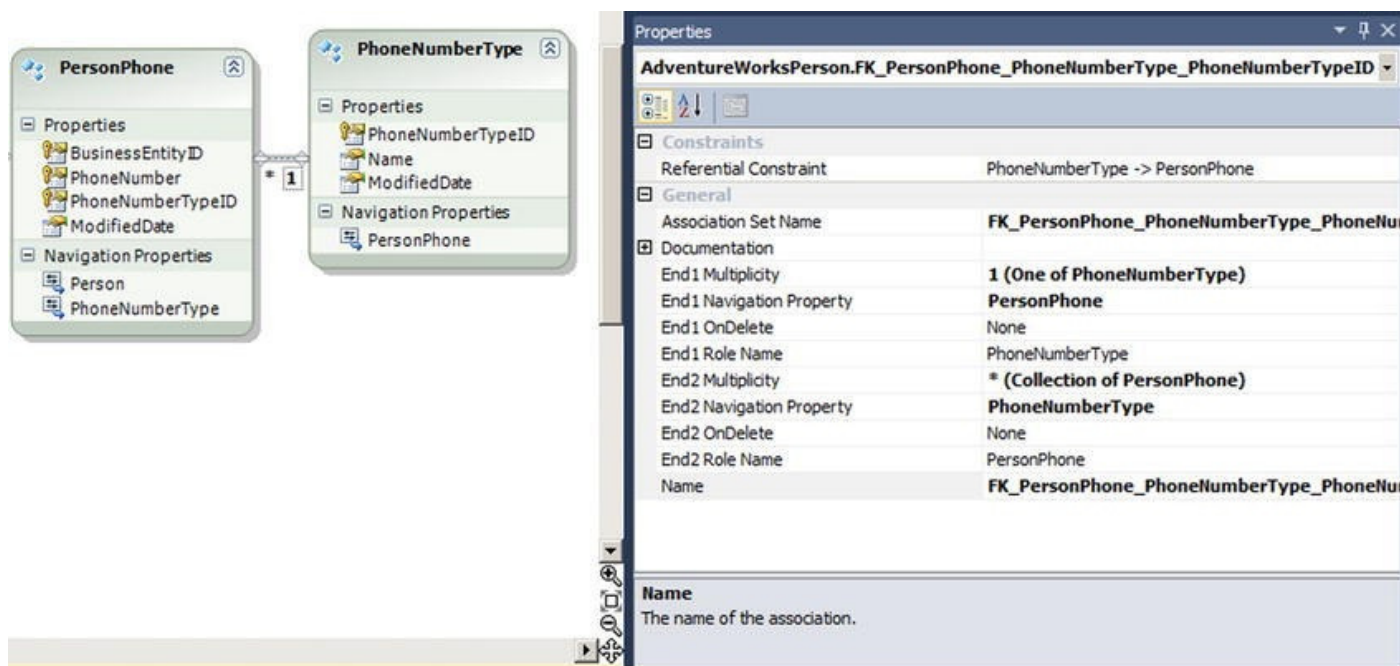 PersonPhone
Properties
BusinessEntityID
PhoneNumber
PhoneNumberTypeID
ModifiedDate
Navigation Properties
Person
PhoneNumberType
* 1
PhoneNumberType
Properties
PhoneNumberTypeID
Name
ModifiedDate
Navigation Properties
PersonPhone
Properties
AdventureWorksPerson.FK_PersonPhone_PhoneNumberType_PhoneNumberTypeID
Constraints
Referential Constraint PhoneNumberType -> PersonPhone
General
Association Set Name FK_PersonPhone_PhoneNumberType_PhoneNu
Documentation
End1 Multiplicity 1 (One of PhoneNumberType)
End1 Navigation Property PersonPhone
End1 OnDelete None
End1 Role Name PhoneNumberType
End2 Multiplicity * (Collection of PersonPhone)
End2 Navigation Property PhoneNumberType
End2 OnDelete None
End2 Role Name PersonPhone
Name FK_PersonPhone_PhoneNumberType_PhoneNu
Name
The name of the association.